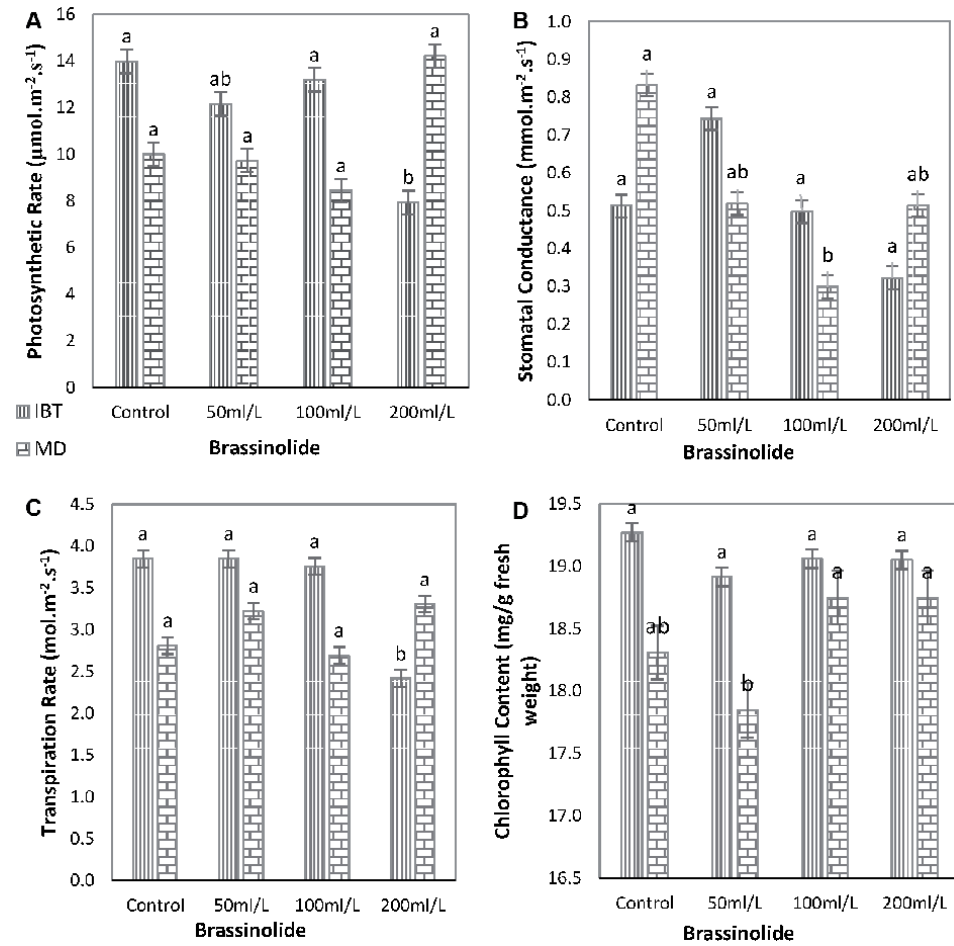 A
Photosynthetic Rate (µmol.m-2.s-1)
16
14
12
10
8
6
4
2
0
a
a
ab
a
a
a
b
a
Control
50ml/L
100ml/L
200ml/L
Brassinolide
IBT
MD
B
Stomatal Conductance (mmol.m-2.s-1)
1.0
0.9
0.8
0.7
0.6
0.5
0.4
0.3
0.2
0.1
0.0
a
a
a
ab
a
b
a
ab
Control
50ml/L
100ml/L
200ml/L
Brassinolide
C
Transpiration Rate (mol.m-2.s-1)
4.5
4.0
3.5
3.0
2.5
2.0
1.5
1.0
0.5
0.0
a
a
a
a
a
a
b
a
Control
50ml/L
100ml/L
200ml/L
Brassinolide
D
Chlorophyll Content (mg/g fresh
weight)
19.5
19.0
18.5
18.0
17.5
17.0
16.5
a
ab
a
b
a
a
a
a
Control
50ml/L
100ml/L
200ml/L
Brassinolide